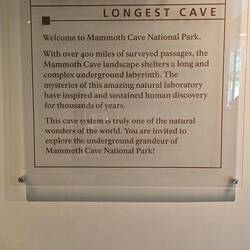 LONGEST CAVE
Welcome to Mammoth Cave National Park.
With over 400 miles of surveyed passages, the
Mammoth Cave landscape shelters a long and
complex underground labyrinth. The
mysteries of this amazing natural laboratory
have inspired and sustained human discovery
for thousands of years.
This cave system is truly one of the natural
wonders of the world. You are invited to
explore the underground grandeur of
Mammoth Cave National Park!